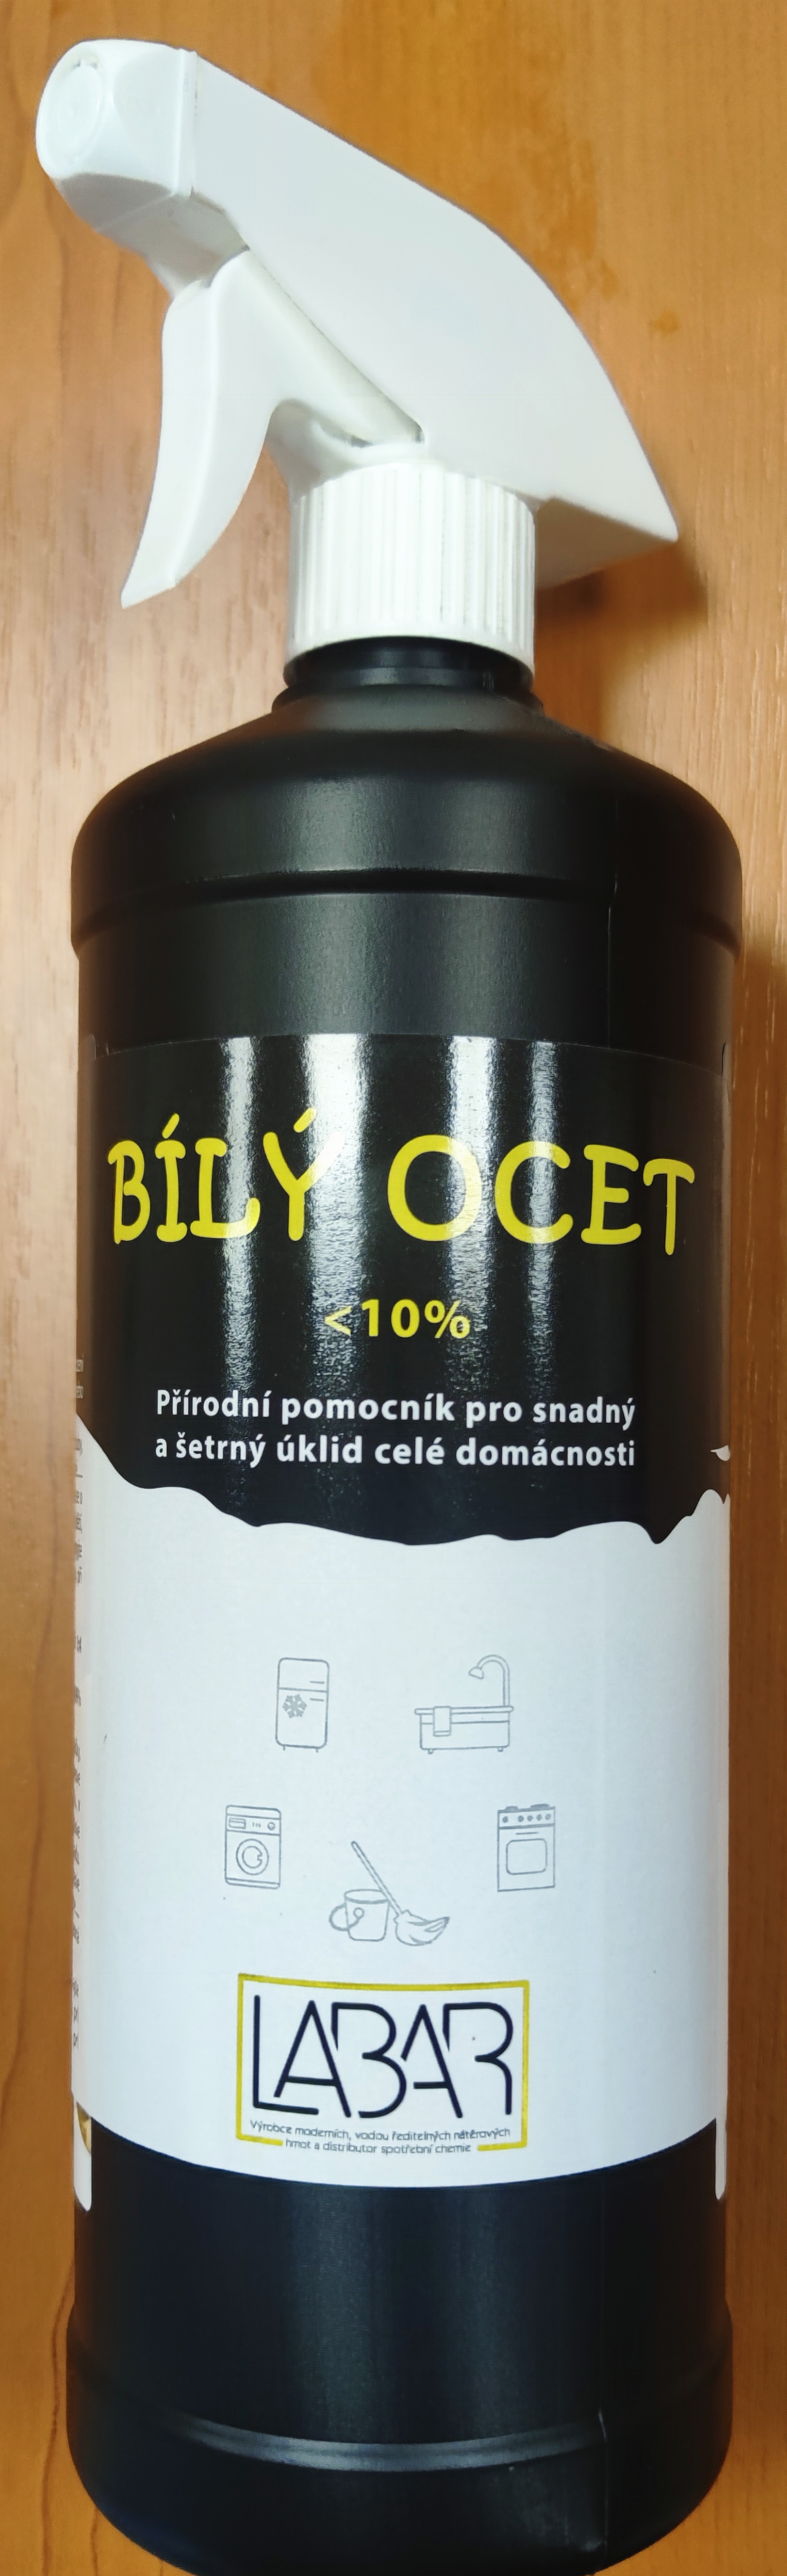 BÍLÝ OCET
<10%
Přírodní pomocník pro snadný
a šetrný úklid celé domácnosti
LABAR
Výrobce moderních, vodou ředitelných nátěrových
hmot a distributor spotřební chemie